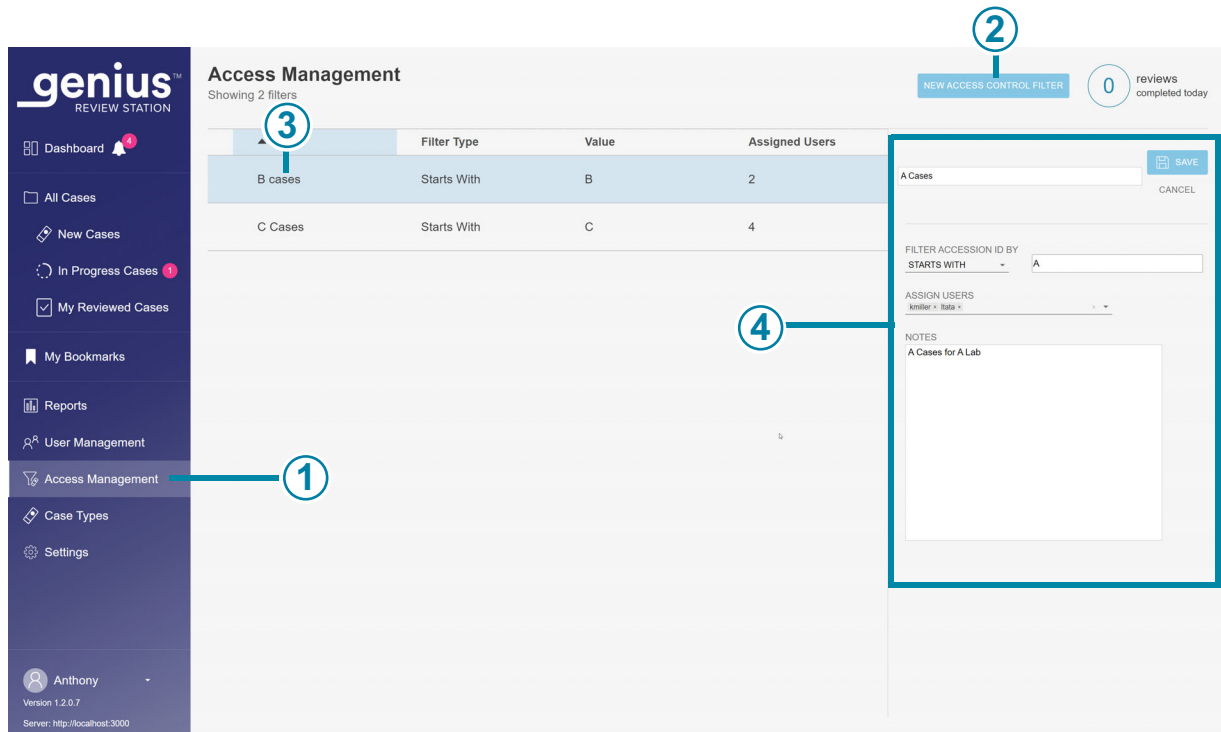 2
genius™
REVIEW STATION
Dashboard 4
All Cases
New Cases
In Progress Cases 1
My Reviewed Cases
My Bookmarks
Reports
User Management
Access Management
Case Types
Settings
Anthony
Version 1.2.0.7
Server: http://localhost:3000
1
Access Management
Showing 2 filters
NEW ACCESS CONTROL FILTER
0 reviews
completed today
3
Filter Type Value Assigned Users
B cases Starts With B 2
C Cases Starts With C 4
4
SAVE
A Cases
CANCEL
FILTER ACCESSION ID BY
STARTS WITH A
ASSIGN USERS
kmiller × ltata ×
NOTES
A Cases for A Lab